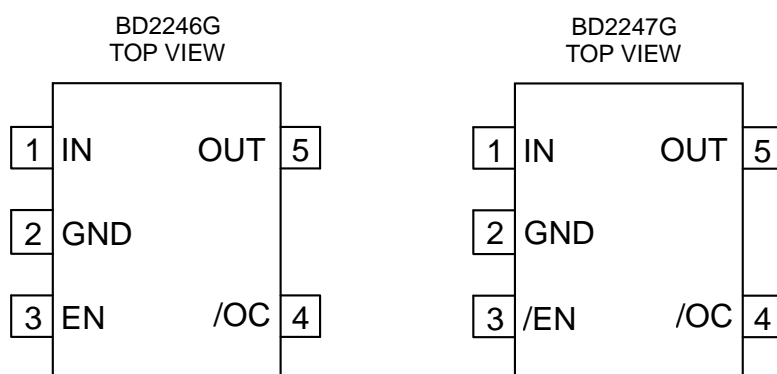 BD2246G
TOP VIEW
1 IN OUT 5
2 GND
3 EN /OC 4
BD2247G
TOP VIEW
1 IN OUT 5
2 GND
3 /EN /OC 4